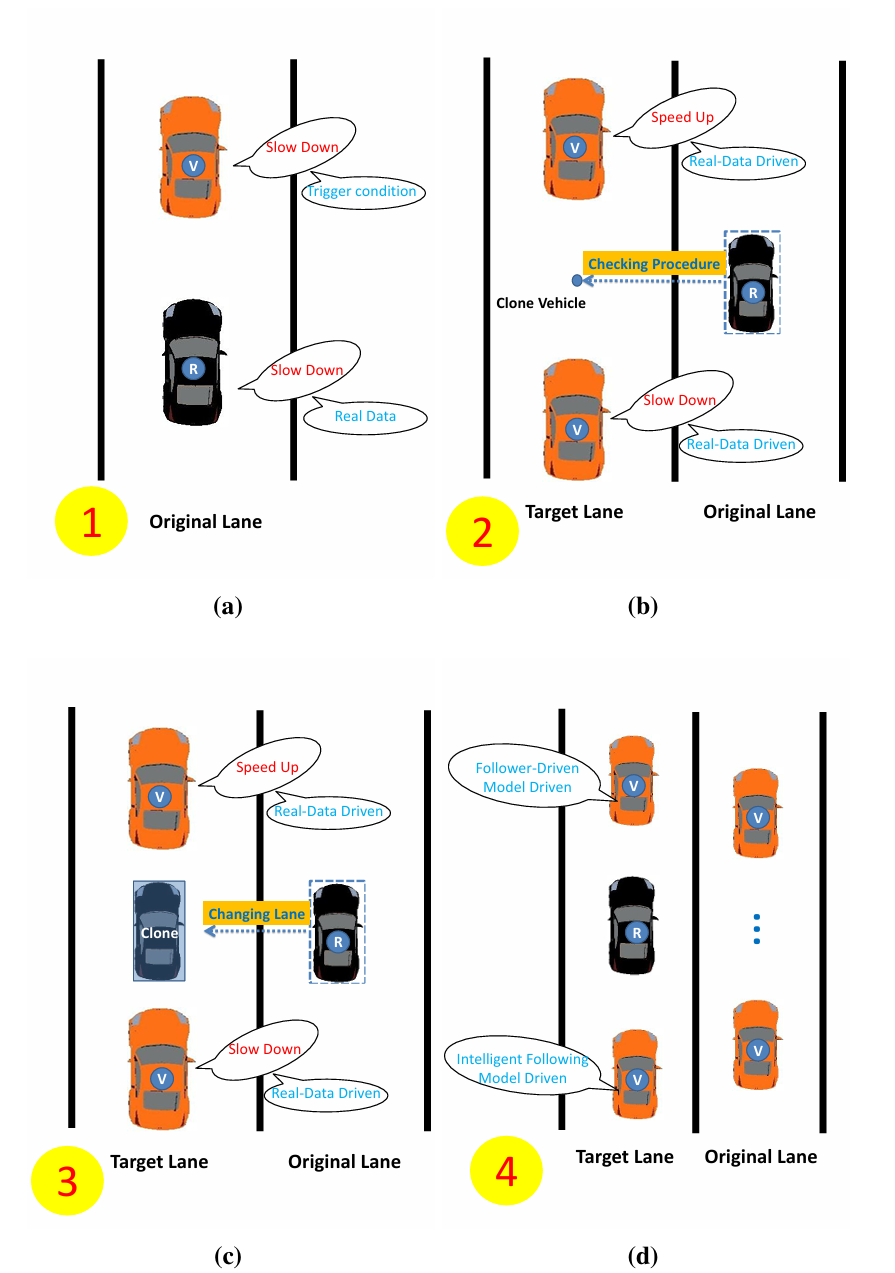 V
Slow Down
Trigger condition
R
Slow Down
Real Data
1
Original Lane
(a)
V
Speed Up
Real-Data Driven
Checking Procedure
R
Clone Vehicle
V
Slow Down
Real-Data Driven
2
Target Lane
Original Lane
(b)
V
Speed Up
Real-Data Driven
Clone
Changing Lane
R
V
Slow Down
Real-Data Driven
3
Target Lane
Original Lane
(c)
Follower-Driven
Model Driven
V
V
R
Intelligent Following
Model Driven
V
V
4
Target Lane
Original Lane
(d)